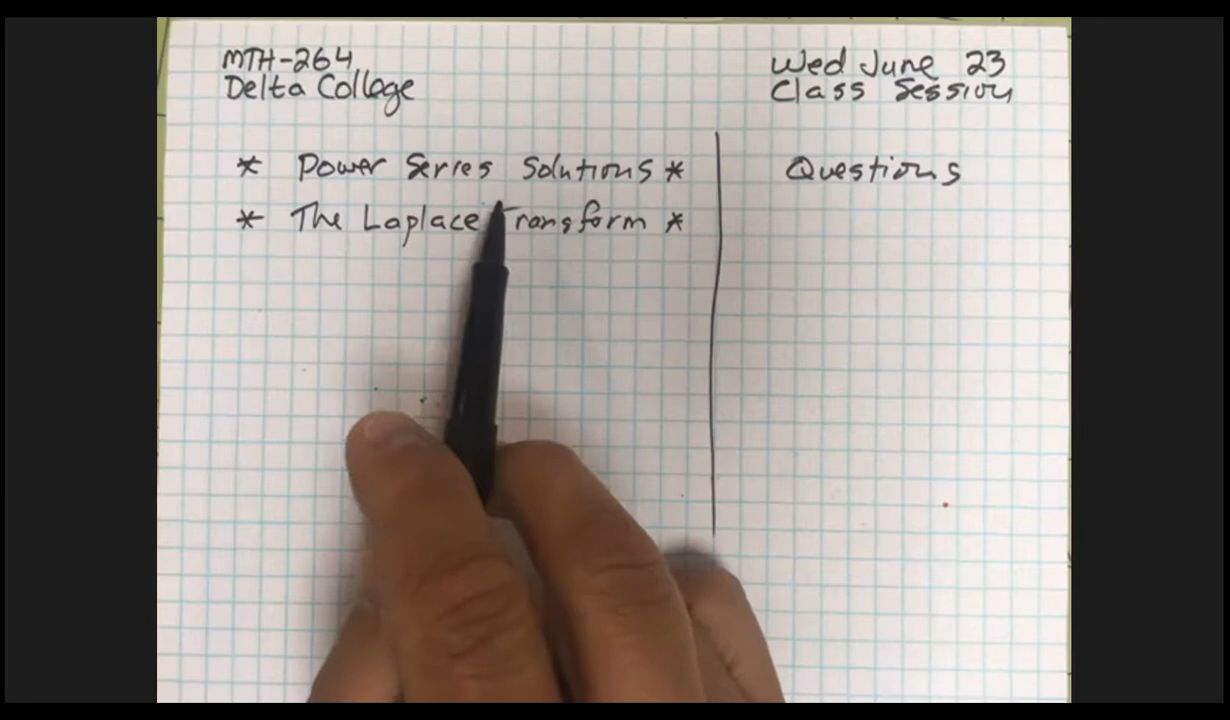 MTH-264
Delta College
Wed June 23
Class Session
* Power Series Solutions *
* The Laplace Transform *
Questions